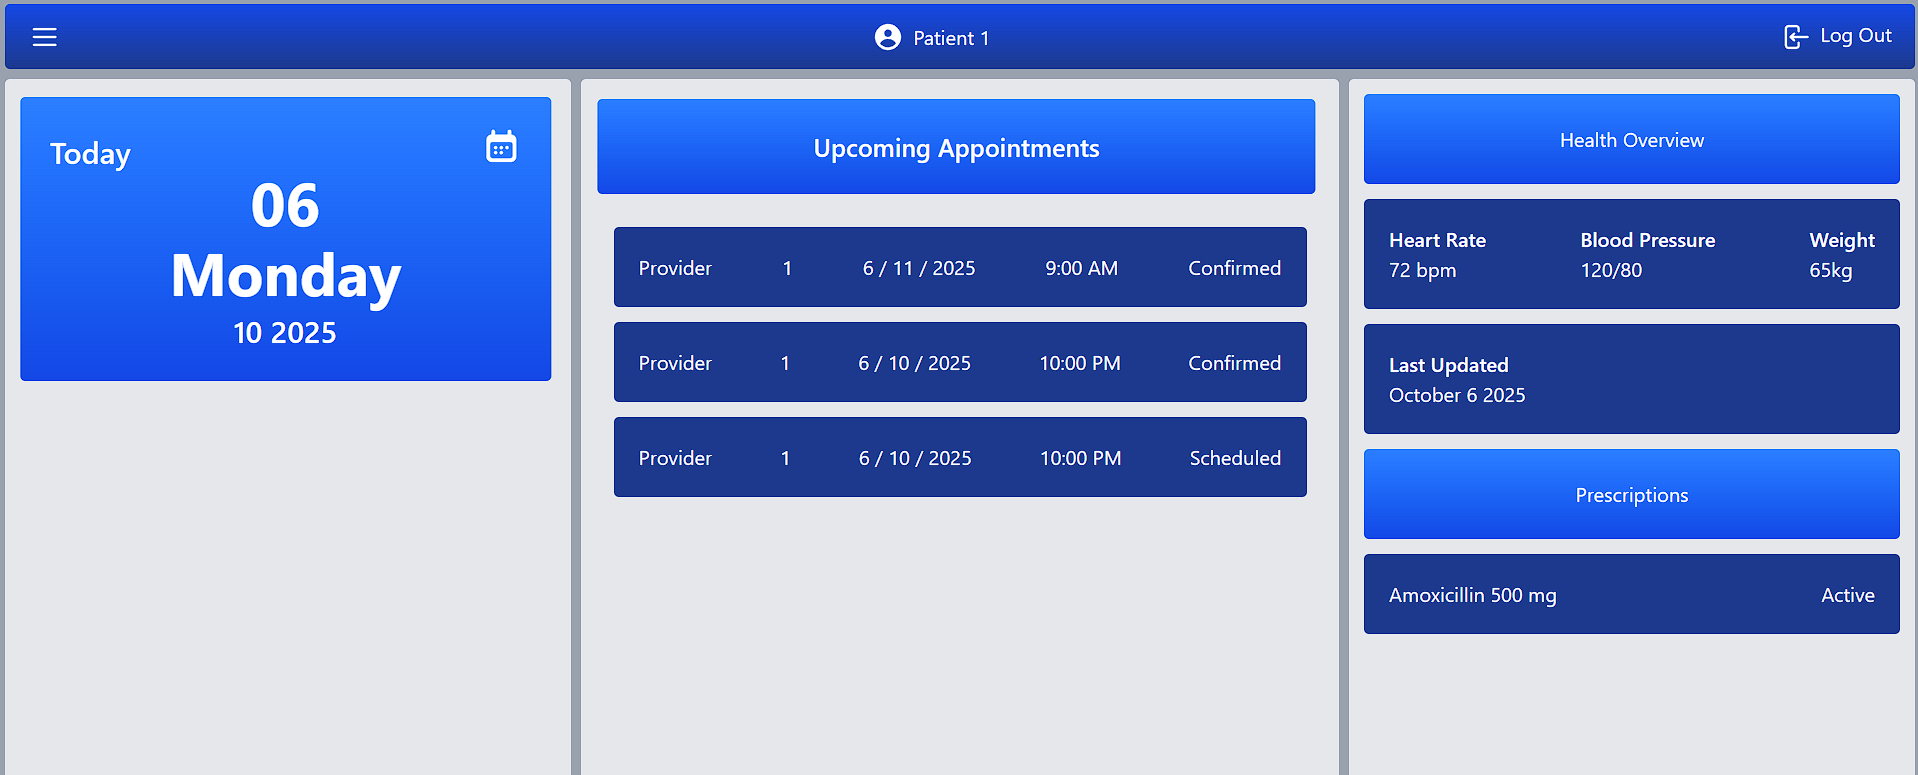 Patient 1
Log Out
Today
06
Monday
10 2025
Upcoming Appointments
Provider 1 6 / 11 / 2025 9:00 AM Confirmed
Provider 1 6 / 10 / 2025 10:00 PM Confirmed
Provider 1 6 / 10 / 2025 10:00 PM Scheduled
Health Overview
Heart Rate Blood Pressure Weight
72 bpm 120/80 65kg
Last Updated
October 6 2025
Prescriptions
Amoxicillin 500 mg Active